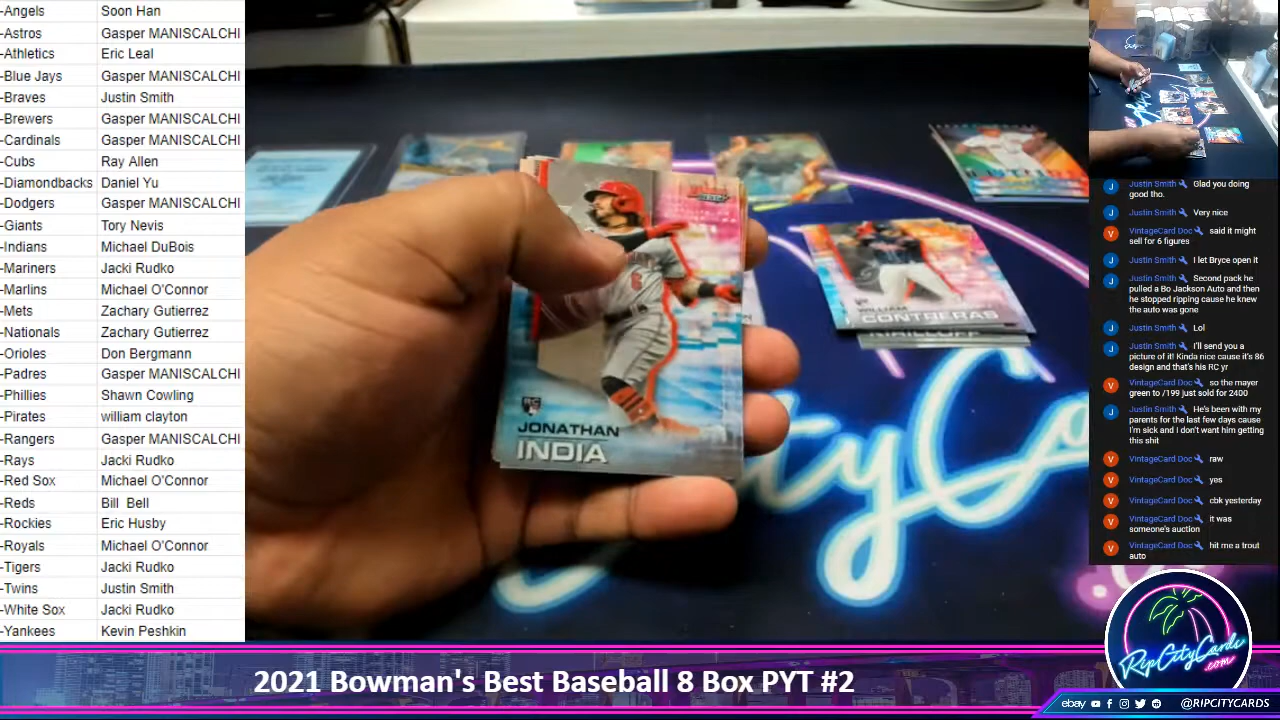 -Angels Soon Han
-Astros Gasper MANISCALCHI
-Athletics Eric Leal
-Blue Jays Gasper MANISCALCHI
-Braves Justin Smith
-Brewers Gasper MANISCALCHI
-Cardinals Gasper MANISCALCHI
-Cubs Ray Allen
-Diamondbacks Daniel Yu
-Dodgers Gasper MANISCALCHI
-Giants Tory Nevis
-Indians Michael DuBois
-Mariners Jacki Rudko
-Marlins Michael O'Connor
-Mets Zachary Gutierrez
-Nationals Zachary Gutierrez
-Orioles Don Bergmann
-Padres Gasper MANISCALCHI
-Phillies Shawn Cowling
-Pirates william clayton
-Rangers Gasper MANISCALCHI
-Rays Jacki Rudko
-Red Sox Michael O'Connor
-Reds Bill Bell
-Rockies Eric Husby
-Royals Michael O'Connor
-Tigers Jacki Rudko
-Twins Justin Smith
-White Sox Jacki Rudko
-Yankees Kevin Peshkin
RC
JONATHAN
INDIA
WILLIAM
CONTRERAS
KIRILLOFF
J Justin Smith Glad you doing
good tho.
J Justin Smith Very nice
V VintageCard Doc said it might
sell for 6 figures
J Justin Smith I let Bryce open it
J Justin Smith Second pack he
pulled a Bo Jackson Auto and then
he stopped ripping cause he knew
the auto was gone
J Justin Smith Lol
J Justin Smith I'll send you a
picture of it! Kinda nice cause it's 86
design and that's his RC yr
V VintageCard Doc so the mayer
green to /199 just sold for 2400
J Justin Smith He's been with my
parents for the last few days cause
I'm sick and I don't want him getting
this shit
V VintageCard Doc raw
V VintageCard Doc yes
V VintageCard Doc cbk yesterday
V VintageCard Doc it was
someone's auction
V VintageCard Doc hit me a trout
auto
RipCityCards
.com
2021 Bowman's Best Baseball 8 Box PYT #2
ebay @RIPCITYCARDS